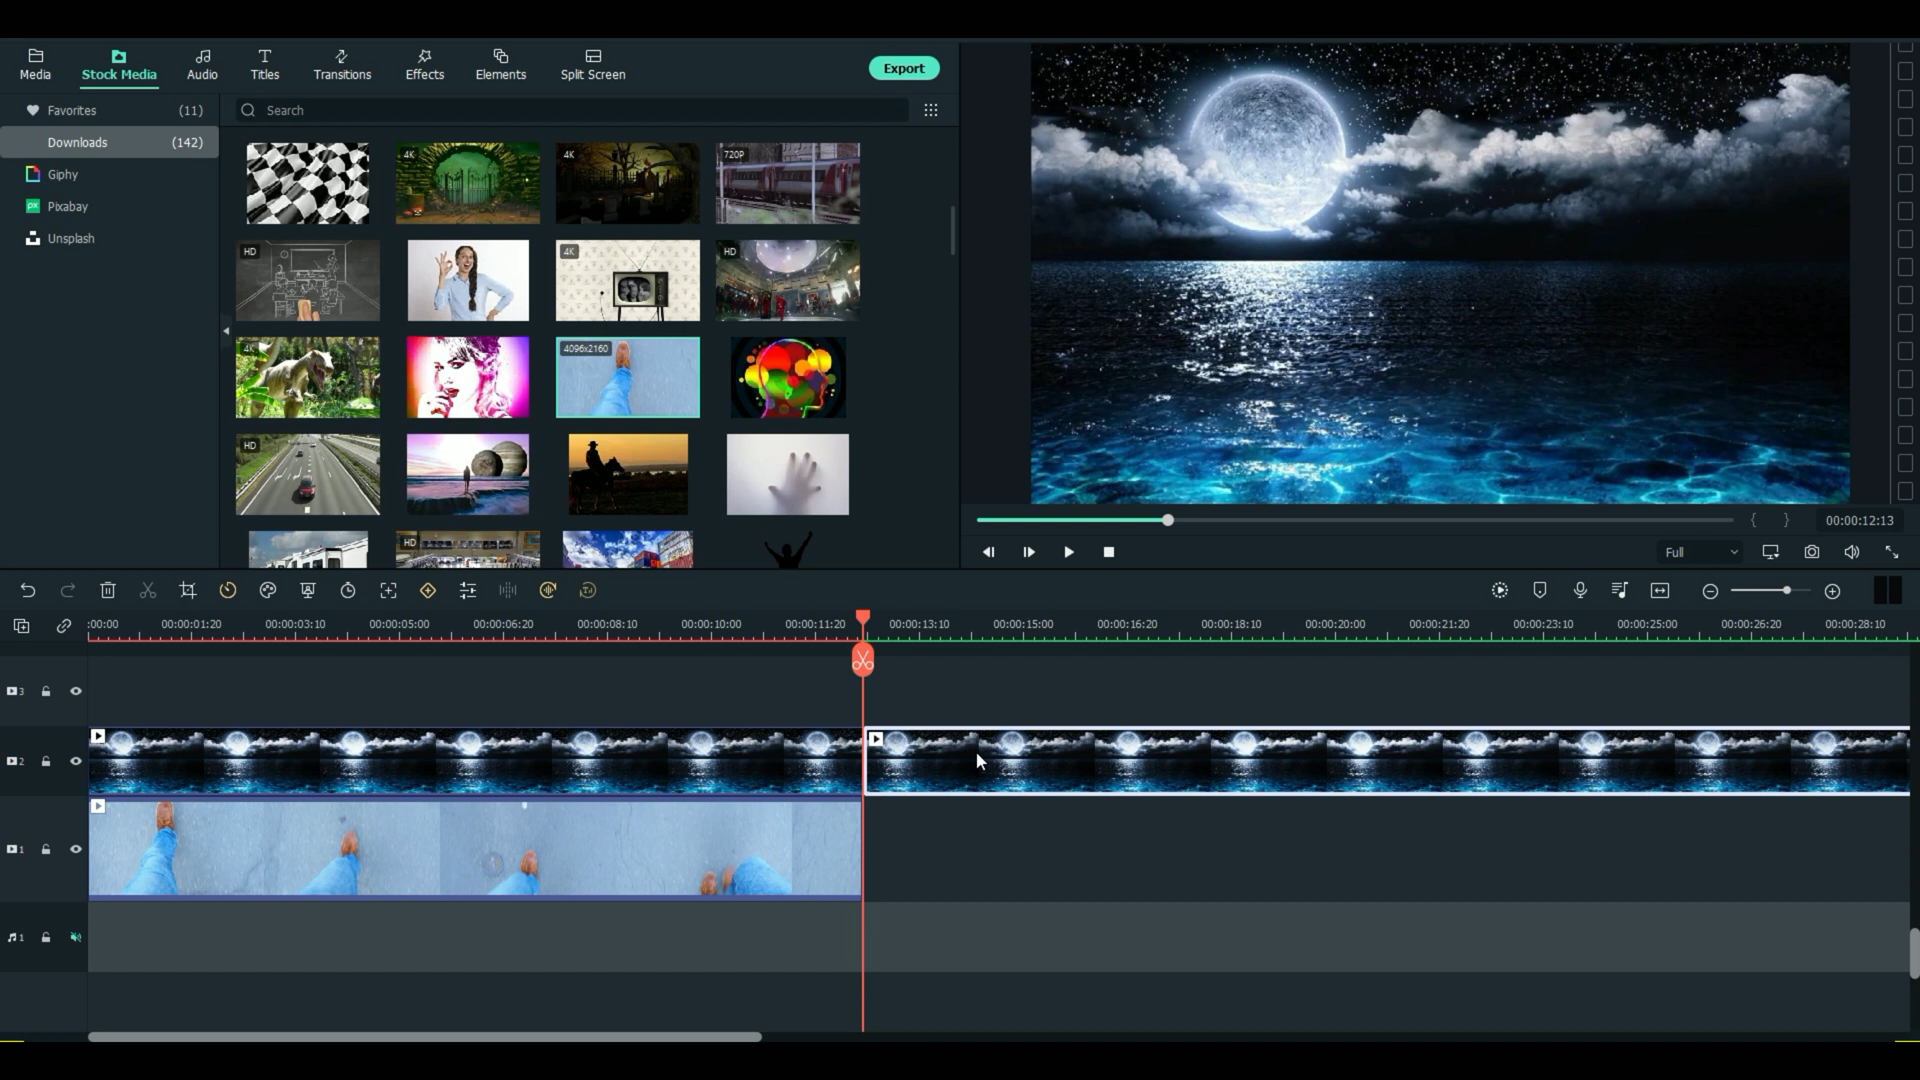 Media
Stock Media
Audio
Titles
Transitions
Effects
Elements
Split Screen
Export
Favorites (11)
Search
Downloads (142)
Giphy
Pixabay
Unsplash
4K
4K
720P
HD
4K
HD
4K
4096x2160
HD
HD
{ } 00:00:12:13
Full
:00:00 00:00:01:20 00:00:03:10 00:00:05:00 00:00:06:20 00:00:08:10 00:00:10:00 00:00:11:20 00:00:13:10 00:00:15:00 00:00:16:20 00:00:18:10 00:00:20:00 00:00:21:20 00:00:23:10 00:00:25:00 00:00:26:20 00:00:28:10
3
2
1
1